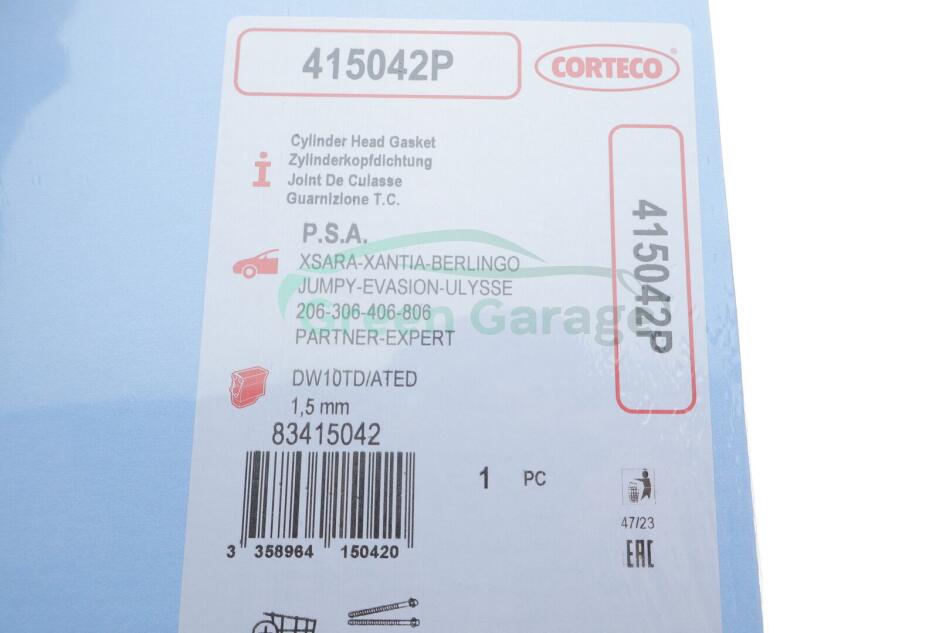 415042P
CORTECO®
Cylinder Head Gasket
Zylinderkopfdichtung
Joint De Culasse
Guarnizione T.C.
P.S.A.
XSARA-XANTIA-BERLINGO
JUMPY-EVASION-ULYSSE
206-306-406-806
PARTNER-EXPERT
Green Garage
415042P
DW10TD/ATED
1,5 mm
83415042
3 358964 150420
1 PC
47/23
EAC